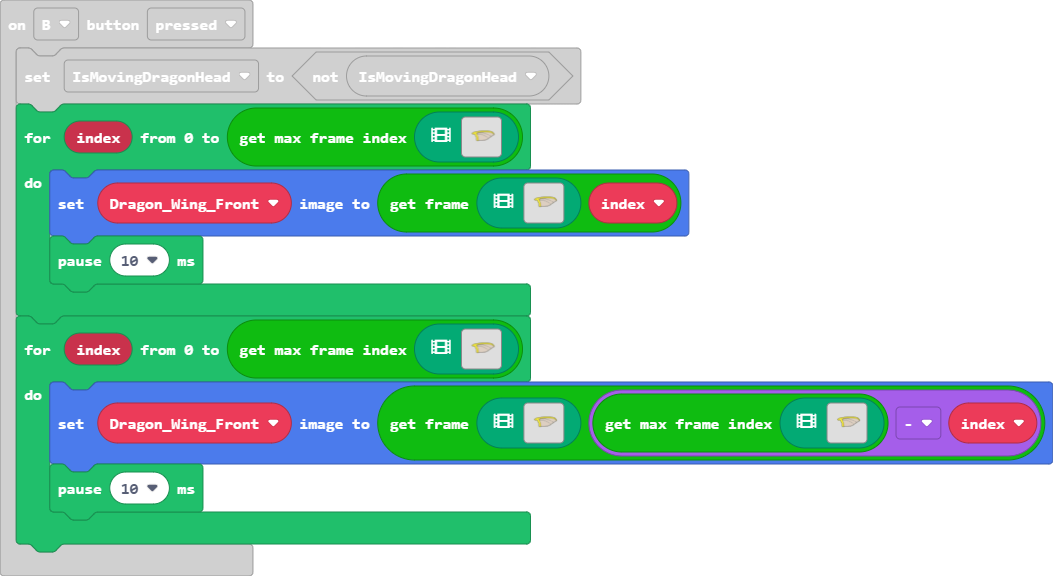 on B button pressed
set IsMovingDragonHead to not IsMovingDragonHead
for index from 0 to get max frame index
do
set Dragon_Wing_Front image to get frame index
pause 10 ms
for index from 0 to get max frame index
do
set Dragon_Wing_Front image to get frame get max frame index - index
pause 10 ms